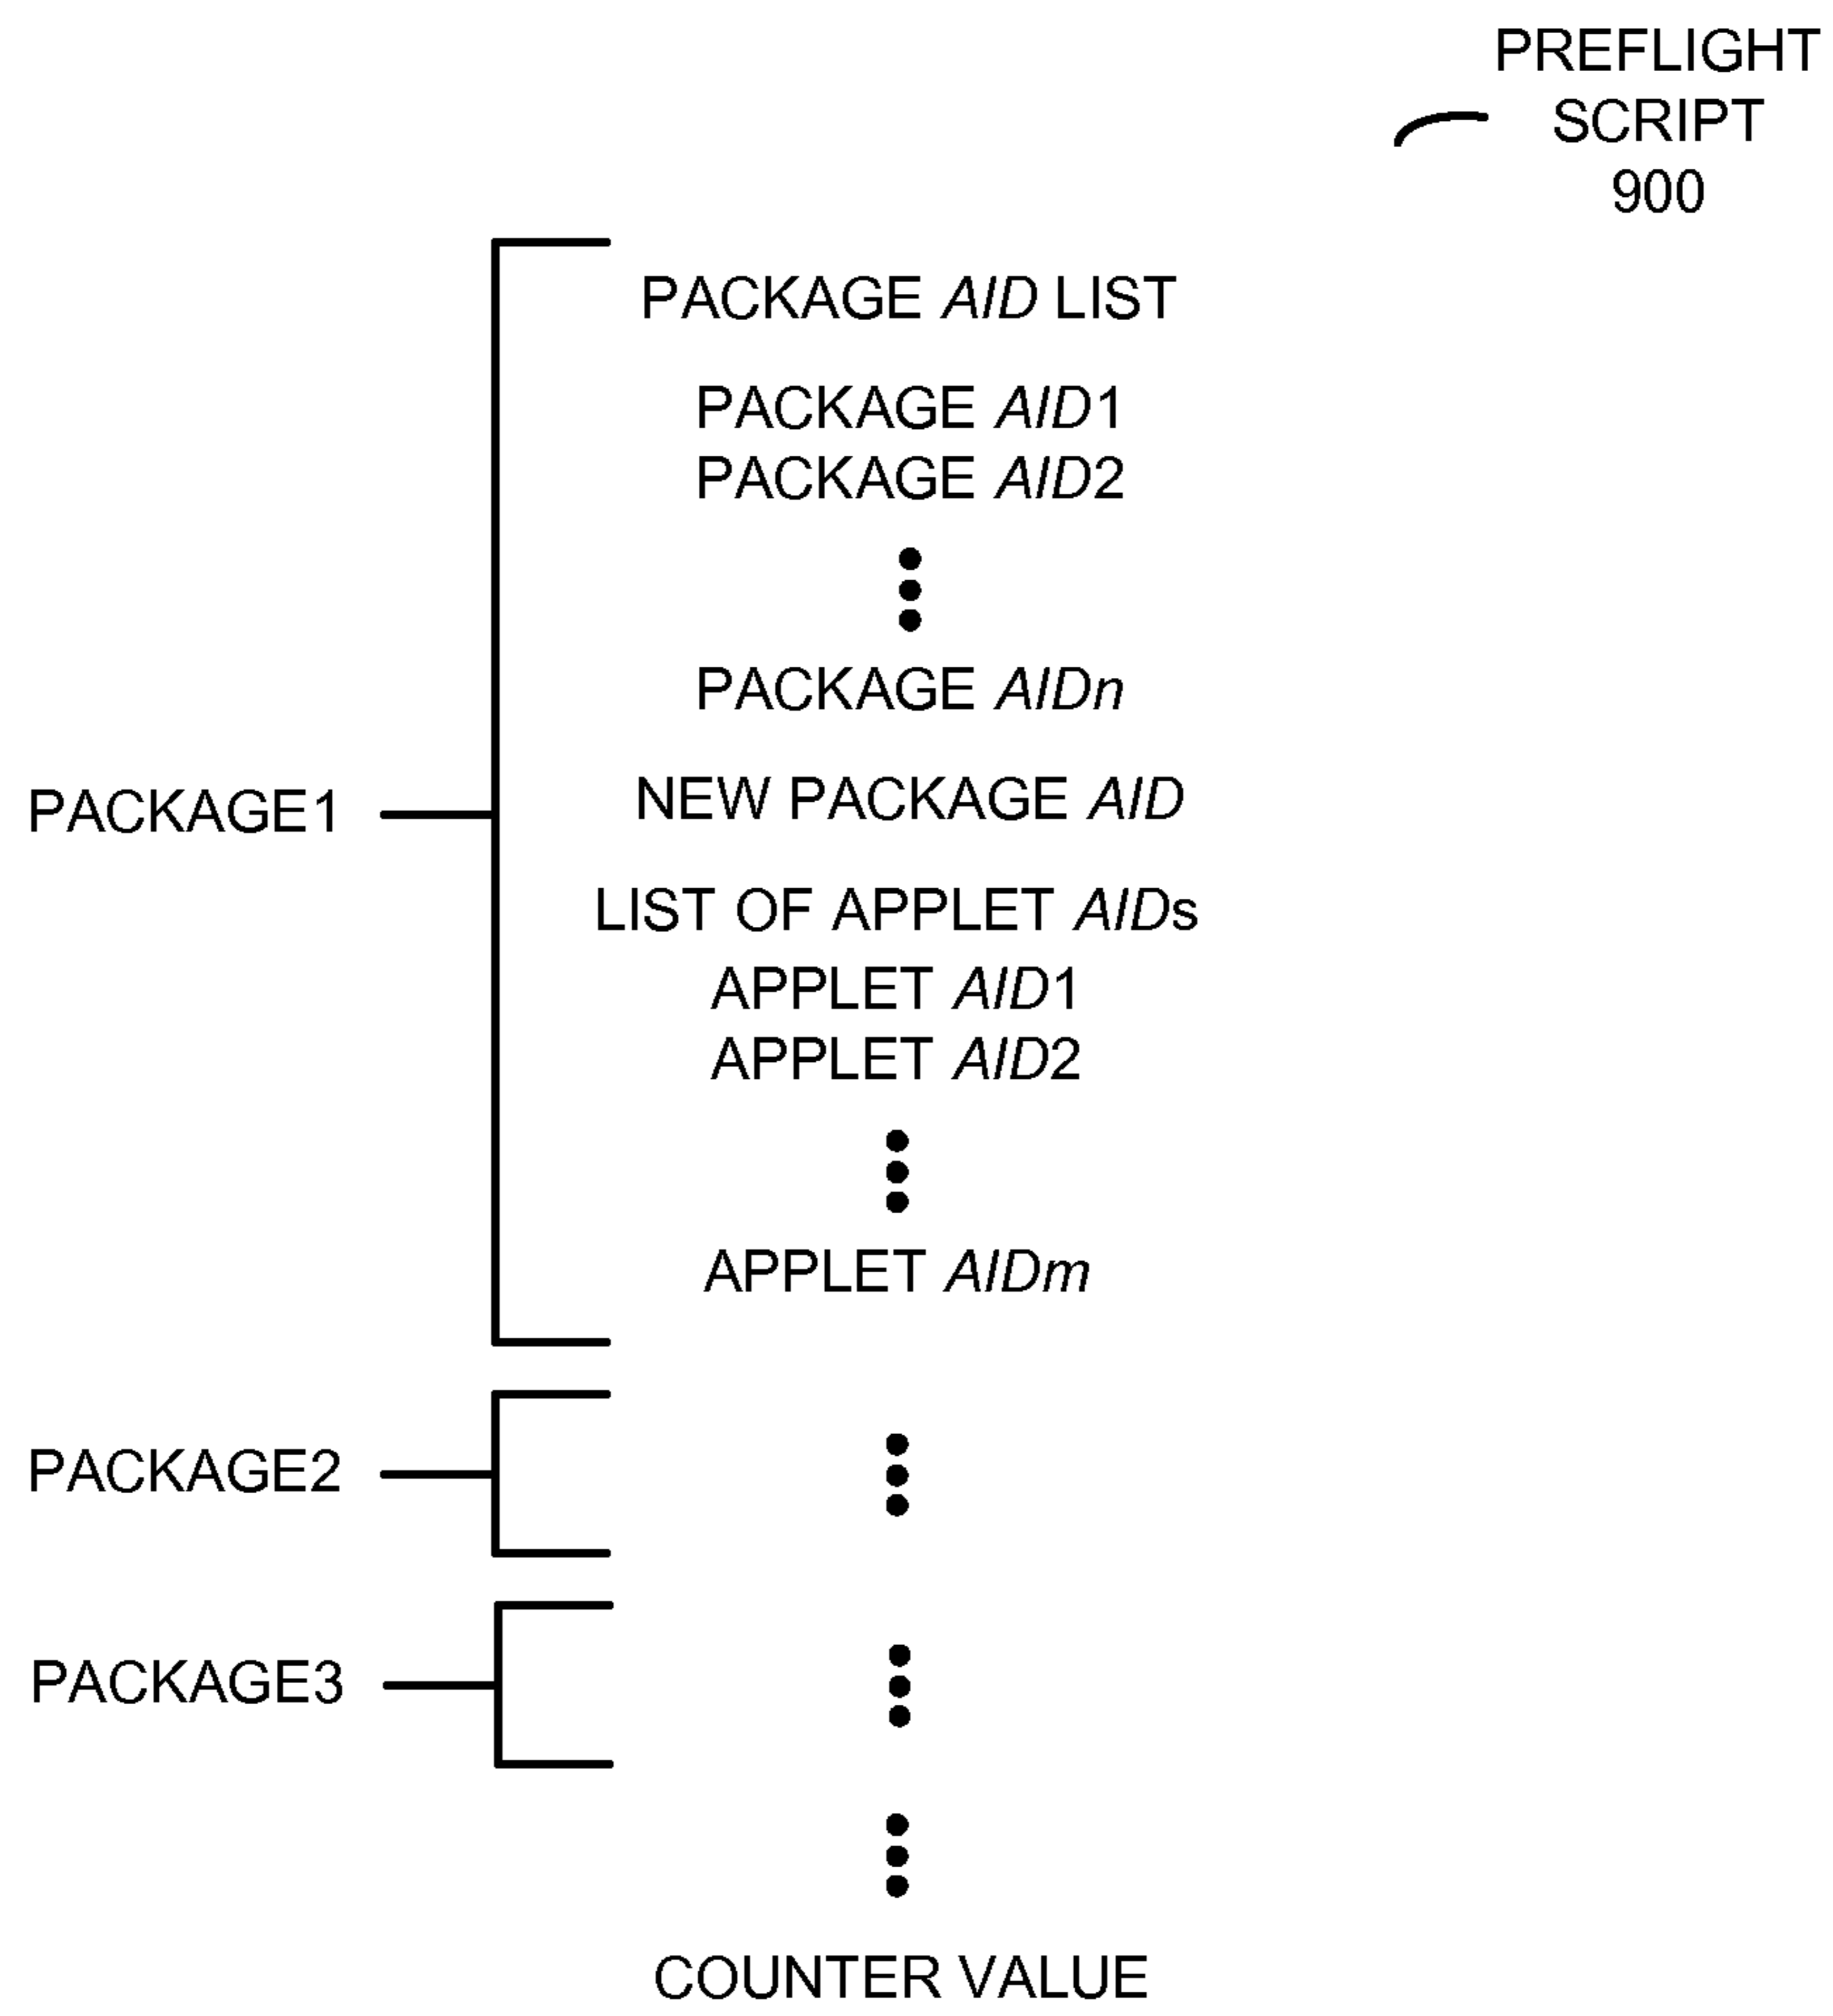 PREFLIGHT
SCRIPT
900
PACKAGE AID LIST
PACKAGE AID1
PACKAGE AID2
PACKAGE AIDn
NEW PACKAGE AID
PACKAGE1
LIST OF APPLET AIDs
APPLET AID1
APPLET AID2
APPLET AIDm
PACKAGE2
PACKAGE3
COUNTER VALUE